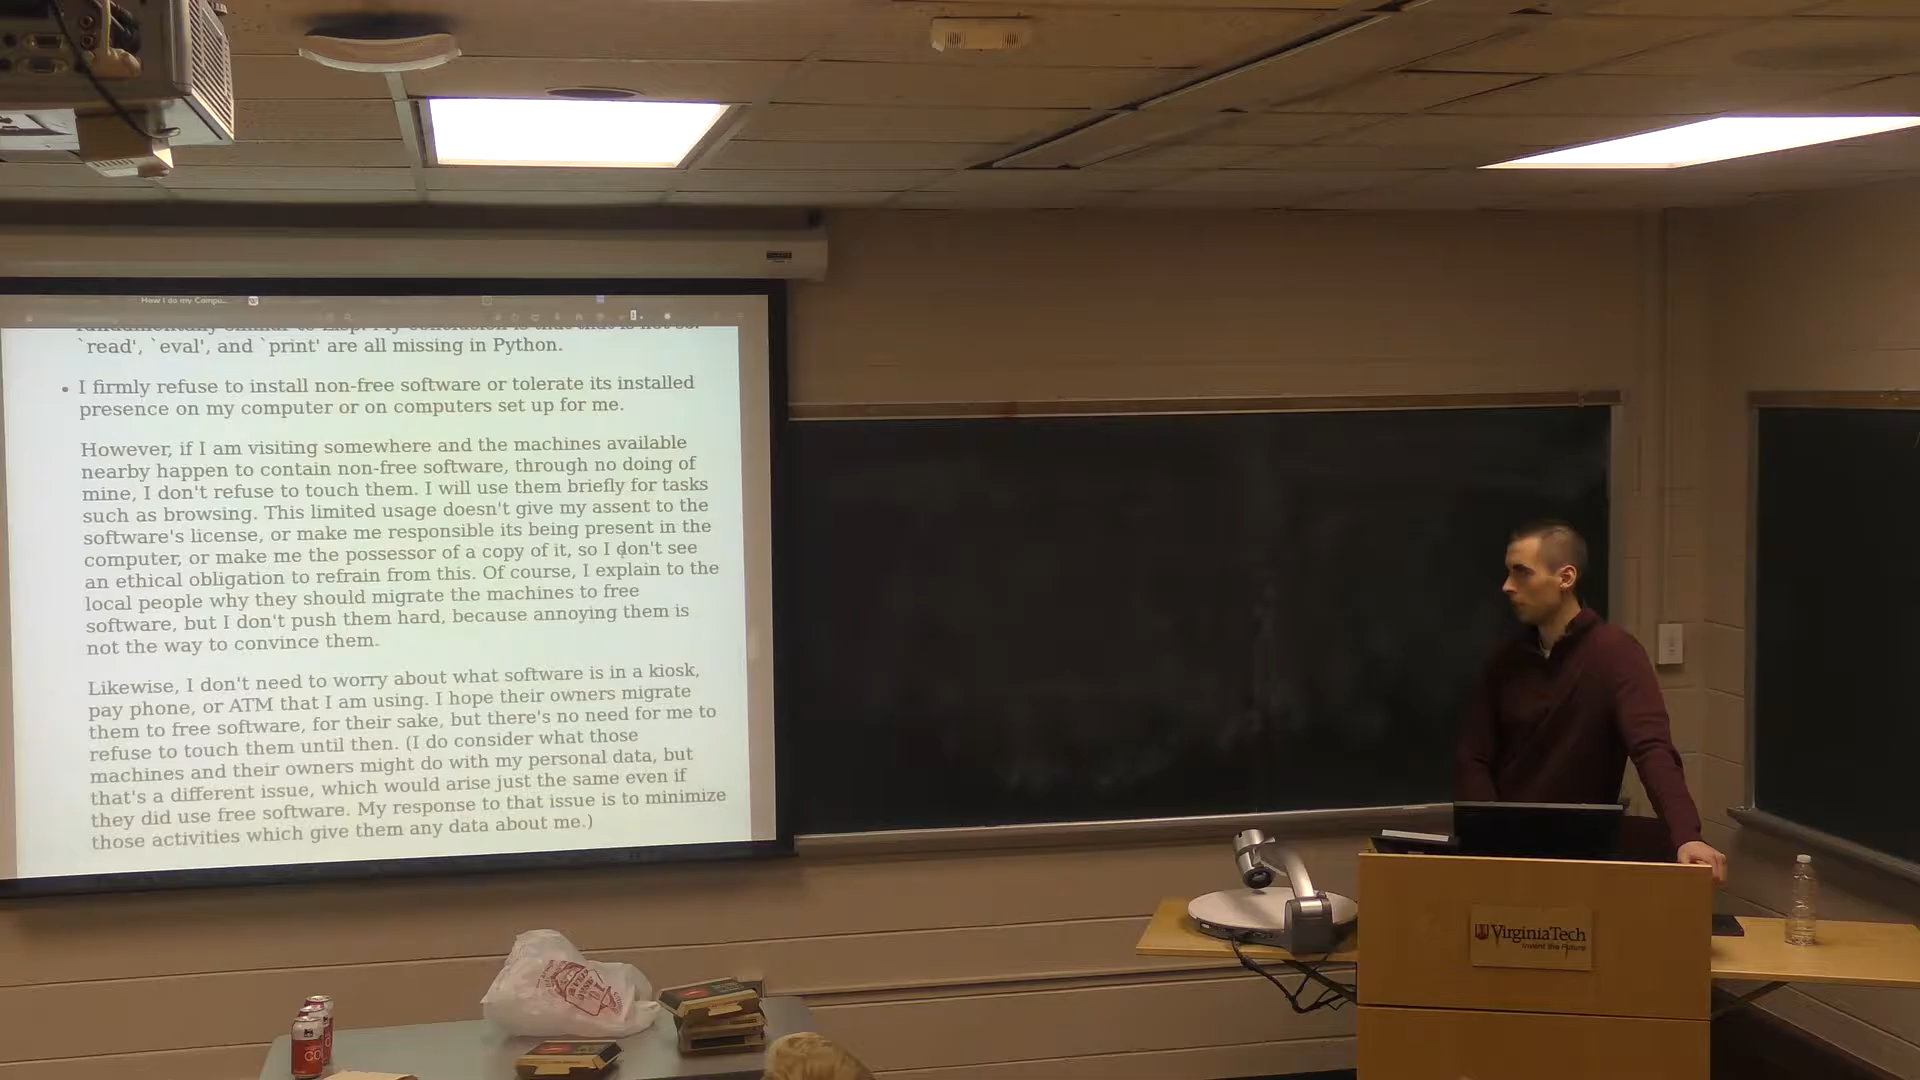 How I do my Compu...
`read', `eval', and `print' are all missing in Python.
• I firmly refuse to install non-free software or tolerate its installed
presence on my computer or on computers set up for me.
However, if I am visiting somewhere and the machines available
nearby happen to contain non-free software, through no doing of
mine, I don't refuse to touch them. I will use them briefly for tasks
such as browsing. This limited usage doesn't give my assent to the
software's license, or make me responsible its being present in the
computer, or make me the possessor of a copy of it, so I don't see
an ethical obligation to refrain from this. Of course, I explain to the
local people why they should migrate the machines to free
software, but I don't push them hard, because annoying them is
not the way to convince them.
Likewise, I don't need to worry about what software is in a kiosk,
pay phone, or ATM that I am using. I hope their owners migrate
them to free software, for their sake, but there's no need for me to
refuse to touch them until then. (I do consider what those
machines and their owners might do with my personal data, but
that's a different issue, which would arise just the same even if
they did use free software. My response to that issue is to minimize
those activities which give them any data about me.)
VirginiaTech
Invent the Future